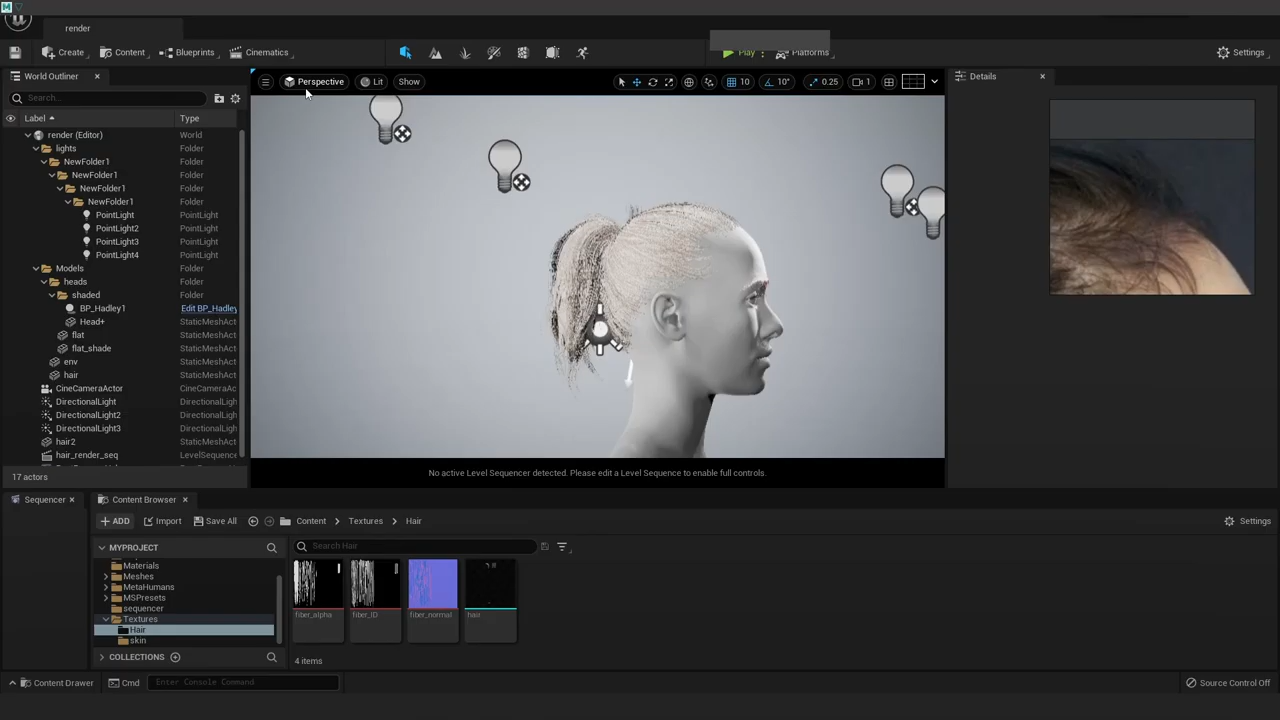 render
Create
Content
Blueprints
Cinematics
Play
Platforms
Settings
World Outliner
Perspective
Lit
Show
10
10°
0.25
1
Details
Search...
Label
Type
render (Editor) World
lights Folder
NewFolder1 Folder
NewFolder1 Folder
NewFolder1 Folder
NewFolder1 Folder
PointLight PointLight
PointLight2 PointLight
PointLight3 PointLight
PointLight4 PointLight
Models Folder
heads Folder
shaded Folder
BP_Hadley1 Edit BP_Hadley
Head+ StaticMeshAct
flat StaticMeshAct
flat_shade StaticMeshAct
env StaticMeshAct
hair StaticMeshAct
CineCameraActor CineCameraAc
DirectionalLight DirectionalLigh
DirectionalLight2 DirectionalLigh
DirectionalLight3 DirectionalLigh
hair2 StaticMeshAct
hair_render_seq LevelSequenc
17 actors
No active Level Sequencer detected. Please edit a Level Sequence to enable full controls.
Sequencer
Content Browser
ADD
Import
Save All
Content
Textures
Hair
Settings
MYPROJECT
Search Hair
Materials
Meshes
MetaHumans
MSPresets
sequencer
Textures
Hair
skin
fiber_alpha
fiber_ID
fiber_normal
hair
COLLECTIONS
4 items
Content Drawer
Cmd
Enter Console Command
Source Control Off